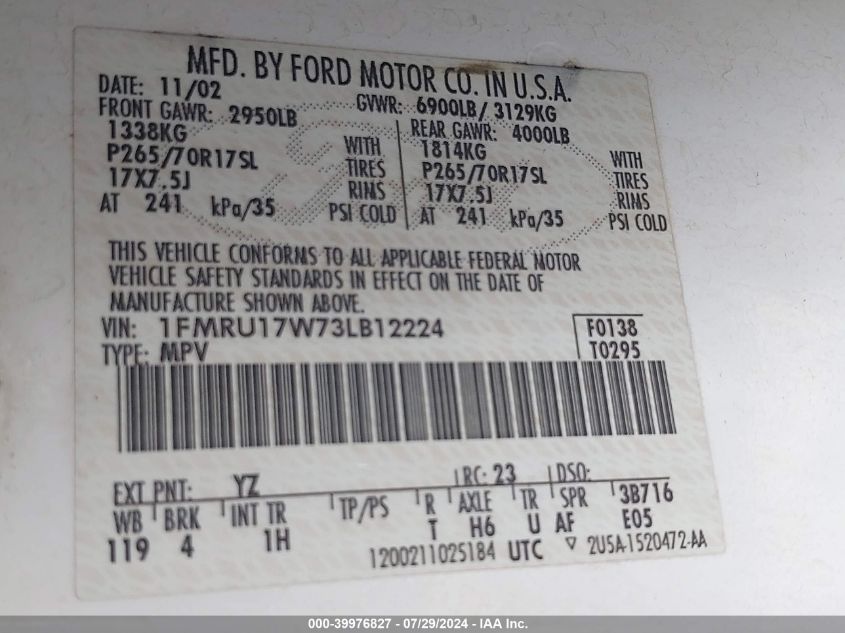 MFD. BY FORD MOTOR CO. IN U.S.A.
DATE: 11/02 GVWR: 6900LB/ 3129KG
FRONT GAWR: 2950LB REAR GAWR: 4000LB
1338KG WITH 1814KG WITH
P265/70R17SL TIRES P265/70R17SL TIRES
17X7.5J RIMS 17X7.5J RIMS
AT 241 kPa/35 PSI COLD AT 241 kPa/35 PSI COLD
THIS VEHICLE CONFORMS TO ALL APPLICABLE FEDERAL MOTOR
VEHICLE SAFETY STANDARDS IN EFFECT ON THE DATE OF
MANUFACTURE SHOWN ABOVE.
VIN: 1FMRU17W73LB12224 F0138
TYPE: MPV T0295
EXT PNT: YZ RC: 23 DSO:
WB BRK INT TR TP/PS R AXLE TR SPR 3B716
119 4 1H T H6 U AF E05
1200211025184 UTC ▽ 2U5A-1520472-AA
000-39976827 - 07/29/2024 - IAA Inc.